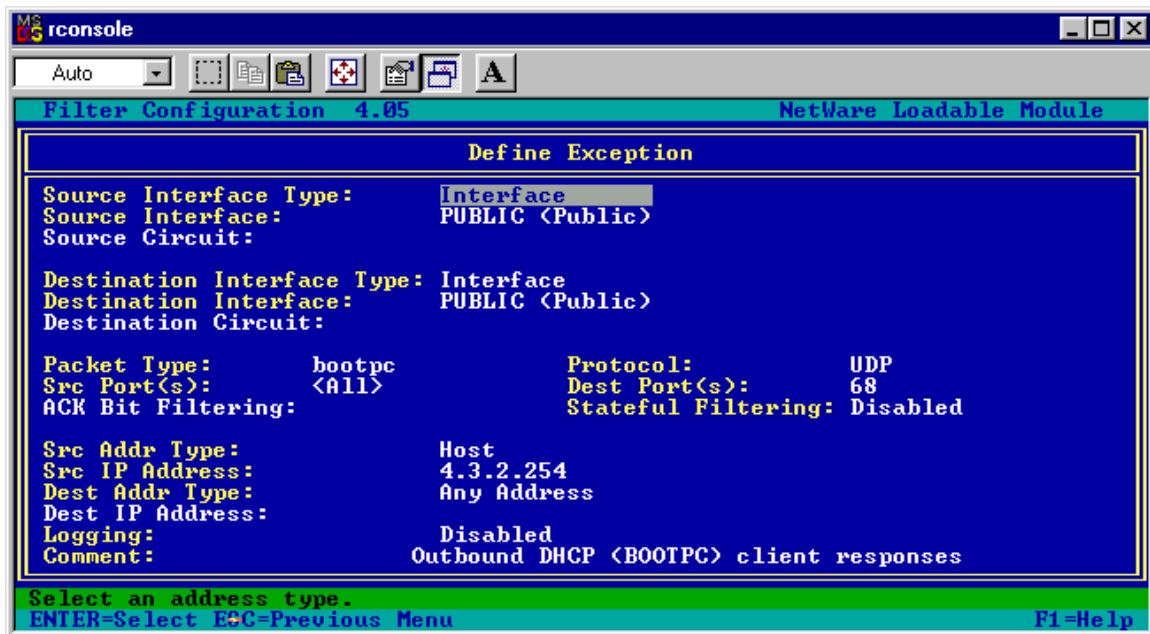 MS DS rconsole
Auto A
Filter Configuration 4.05 NetWare Loadable Module
Define Exception
Source Interface Type: Interface
Source Interface: PUBLIC (Public)
Source Circuit:
Destination Interface Type: Interface
Destination Interface: PUBLIC (Public)
Destination Circuit:
Packet Type: bootpc Protocol: UDP
Src Port(s): <All> Dest Port(s): 68
ACK Bit Filtering: Stateful Filtering: Disabled
Src Addr Type: Host
Src IP Address: 4.3.2.254
Dest Addr Type: Any Address
Dest IP Address:
Logging: Disabled
Comment: Outbound DHCP (BOOTPC) client responses
Select an address type.
ENTER=Select ESC=Previous Menu F1=Help